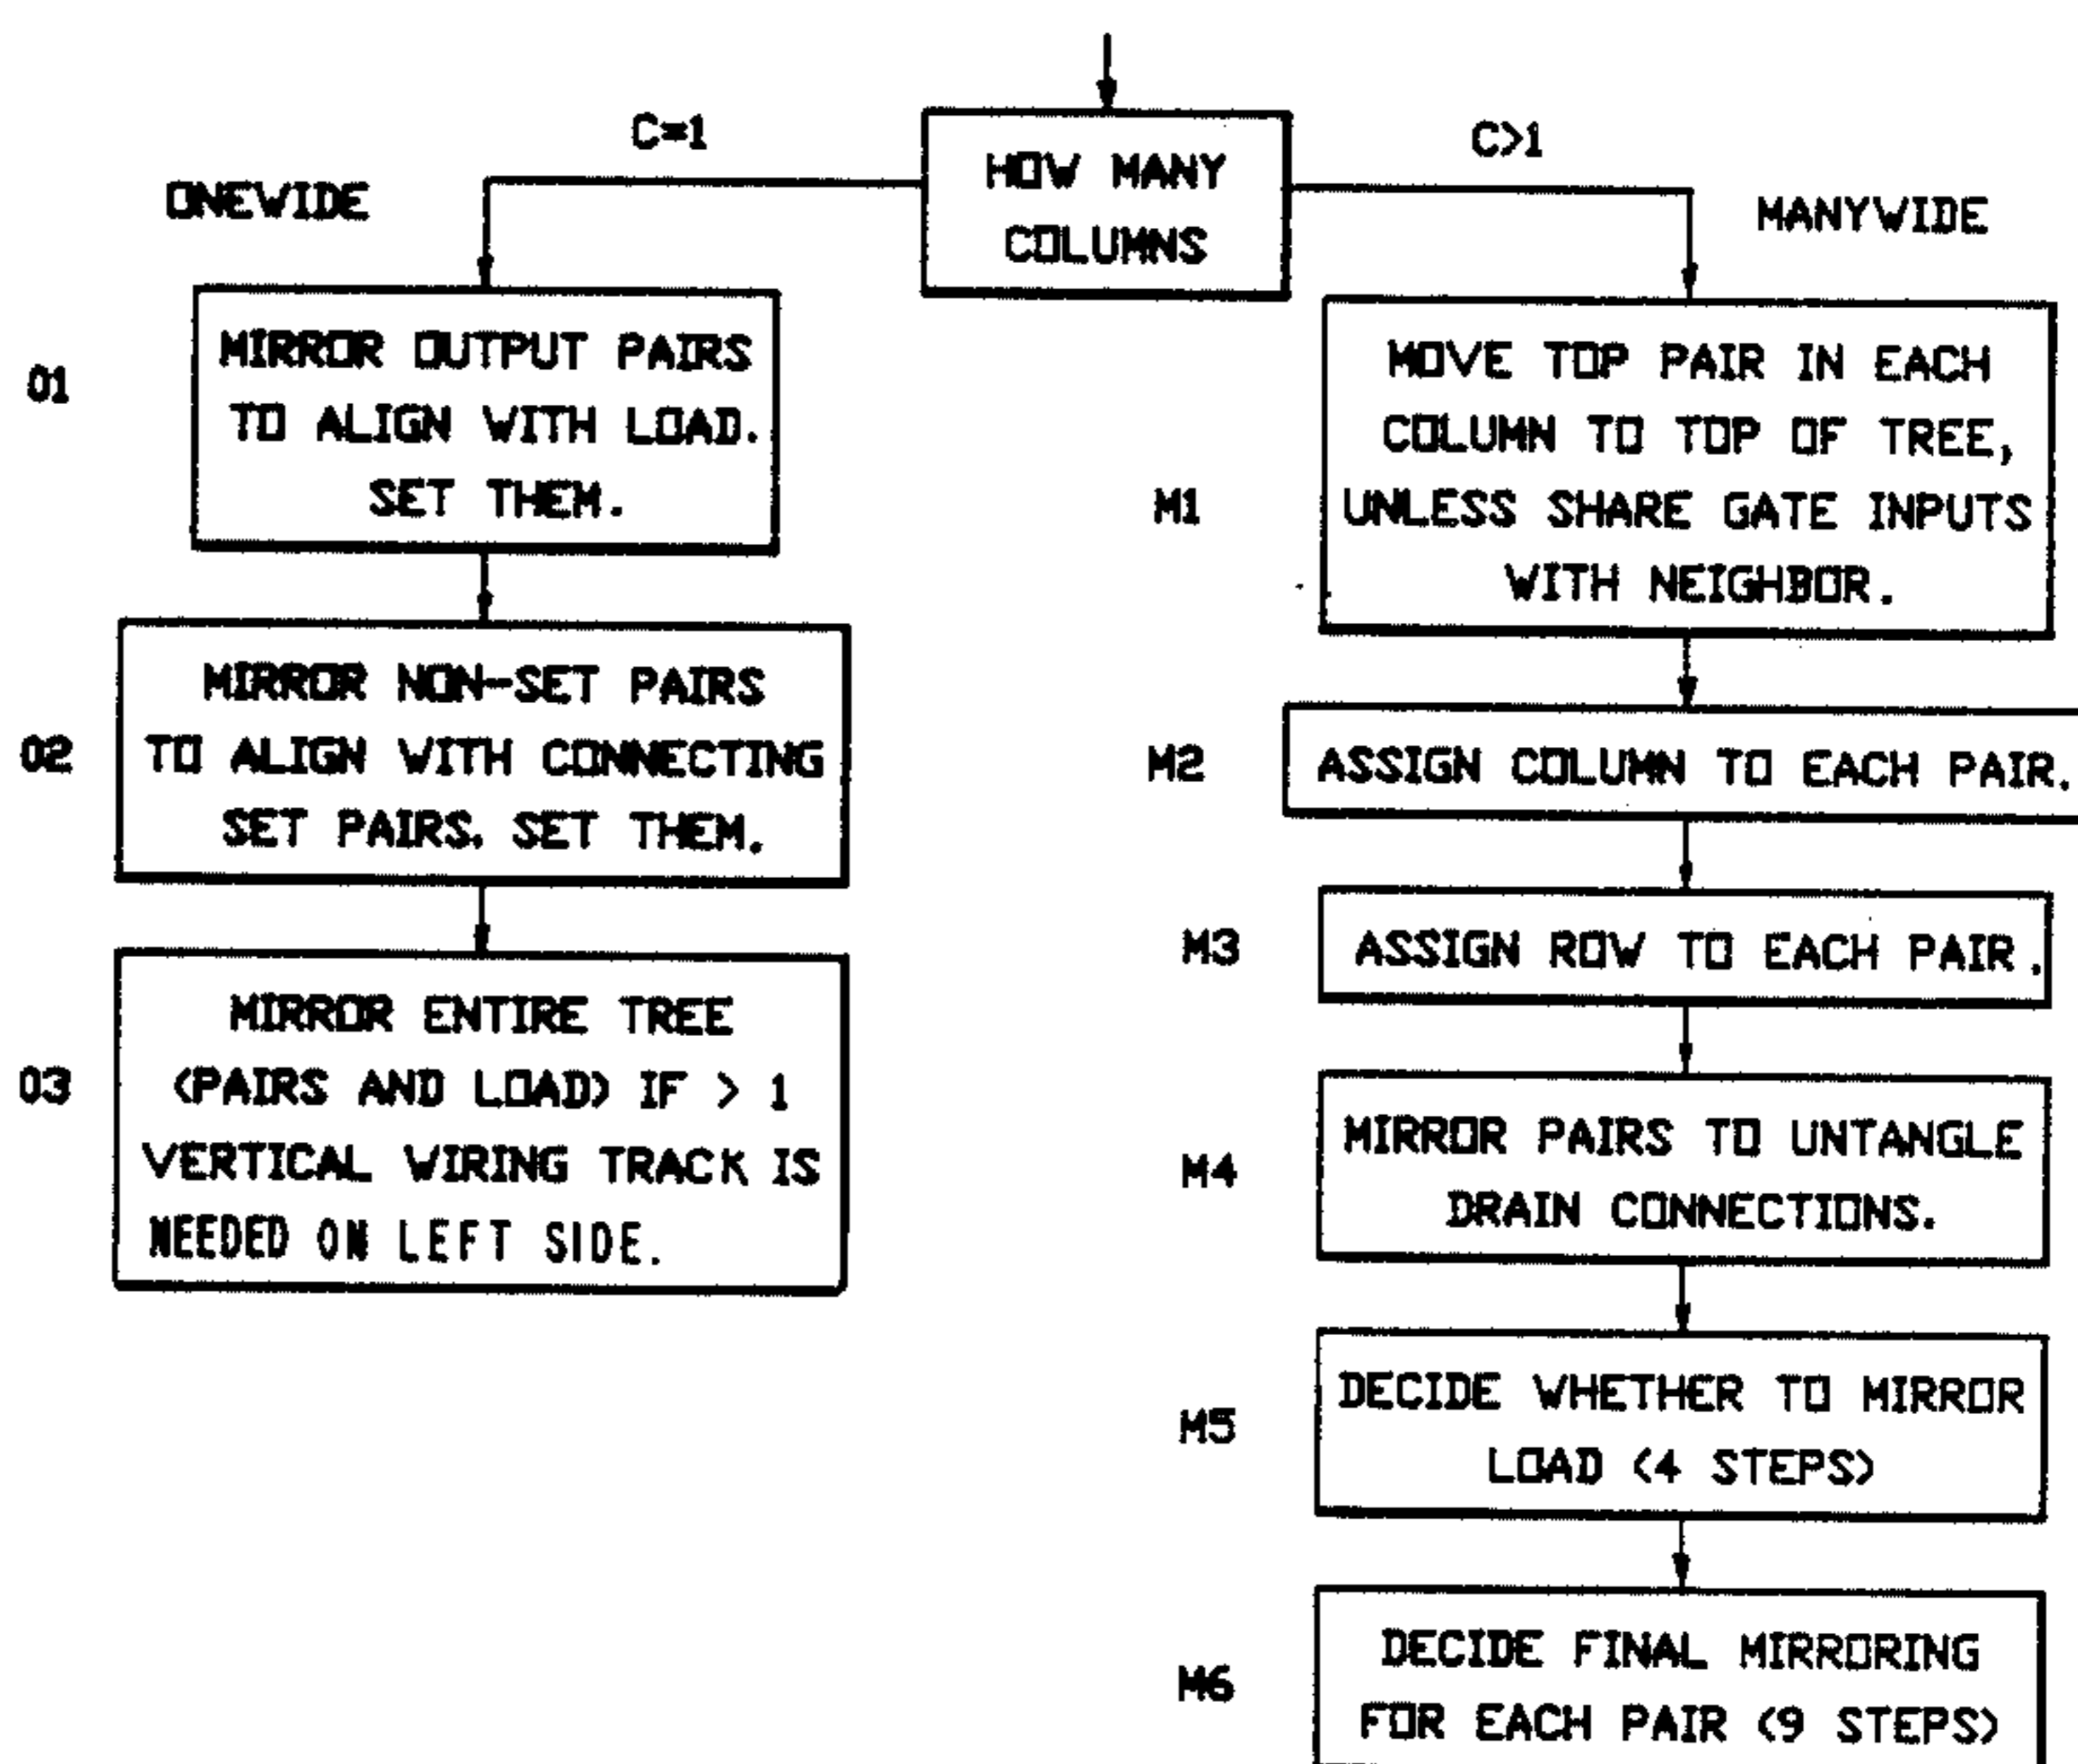 HOW MANY
COLUMNS
C=1
ONEWIDE
O1
MIRROR OUTPUT PAIRS
TO ALIGN WITH LOAD.
SET THEM.
O2
MIRROR NON-SET PAIRS
TO ALIGN WITH CONNECTING
SET PAIRS. SET THEM.
O3
MIRROR ENTIRE TREE
(PAIRS AND LOAD) IF > 1
VERTICAL WIRING TRACK IS
NEEDED ON LEFT SIDE.
C>1
MANYWIDE
M1
MOVE TOP PAIR IN EACH
COLUMN TO TOP OF TREE,
UNLESS SHARE GATE INPUTS
WITH NEIGHBOR.
M2
ASSIGN COLUMN TO EACH PAIR.
M3
ASSIGN ROW TO EACH PAIR.
M4
MIRROR PAIRS TO UNTANGLE
DRAIN CONNECTIONS.
M5
DECIDE WHETHER TO MIRROR
LOAD (4 STEPS)
M6
DECIDE FINAL MIRRORING
FOR EACH PAIR (9 STEPS)